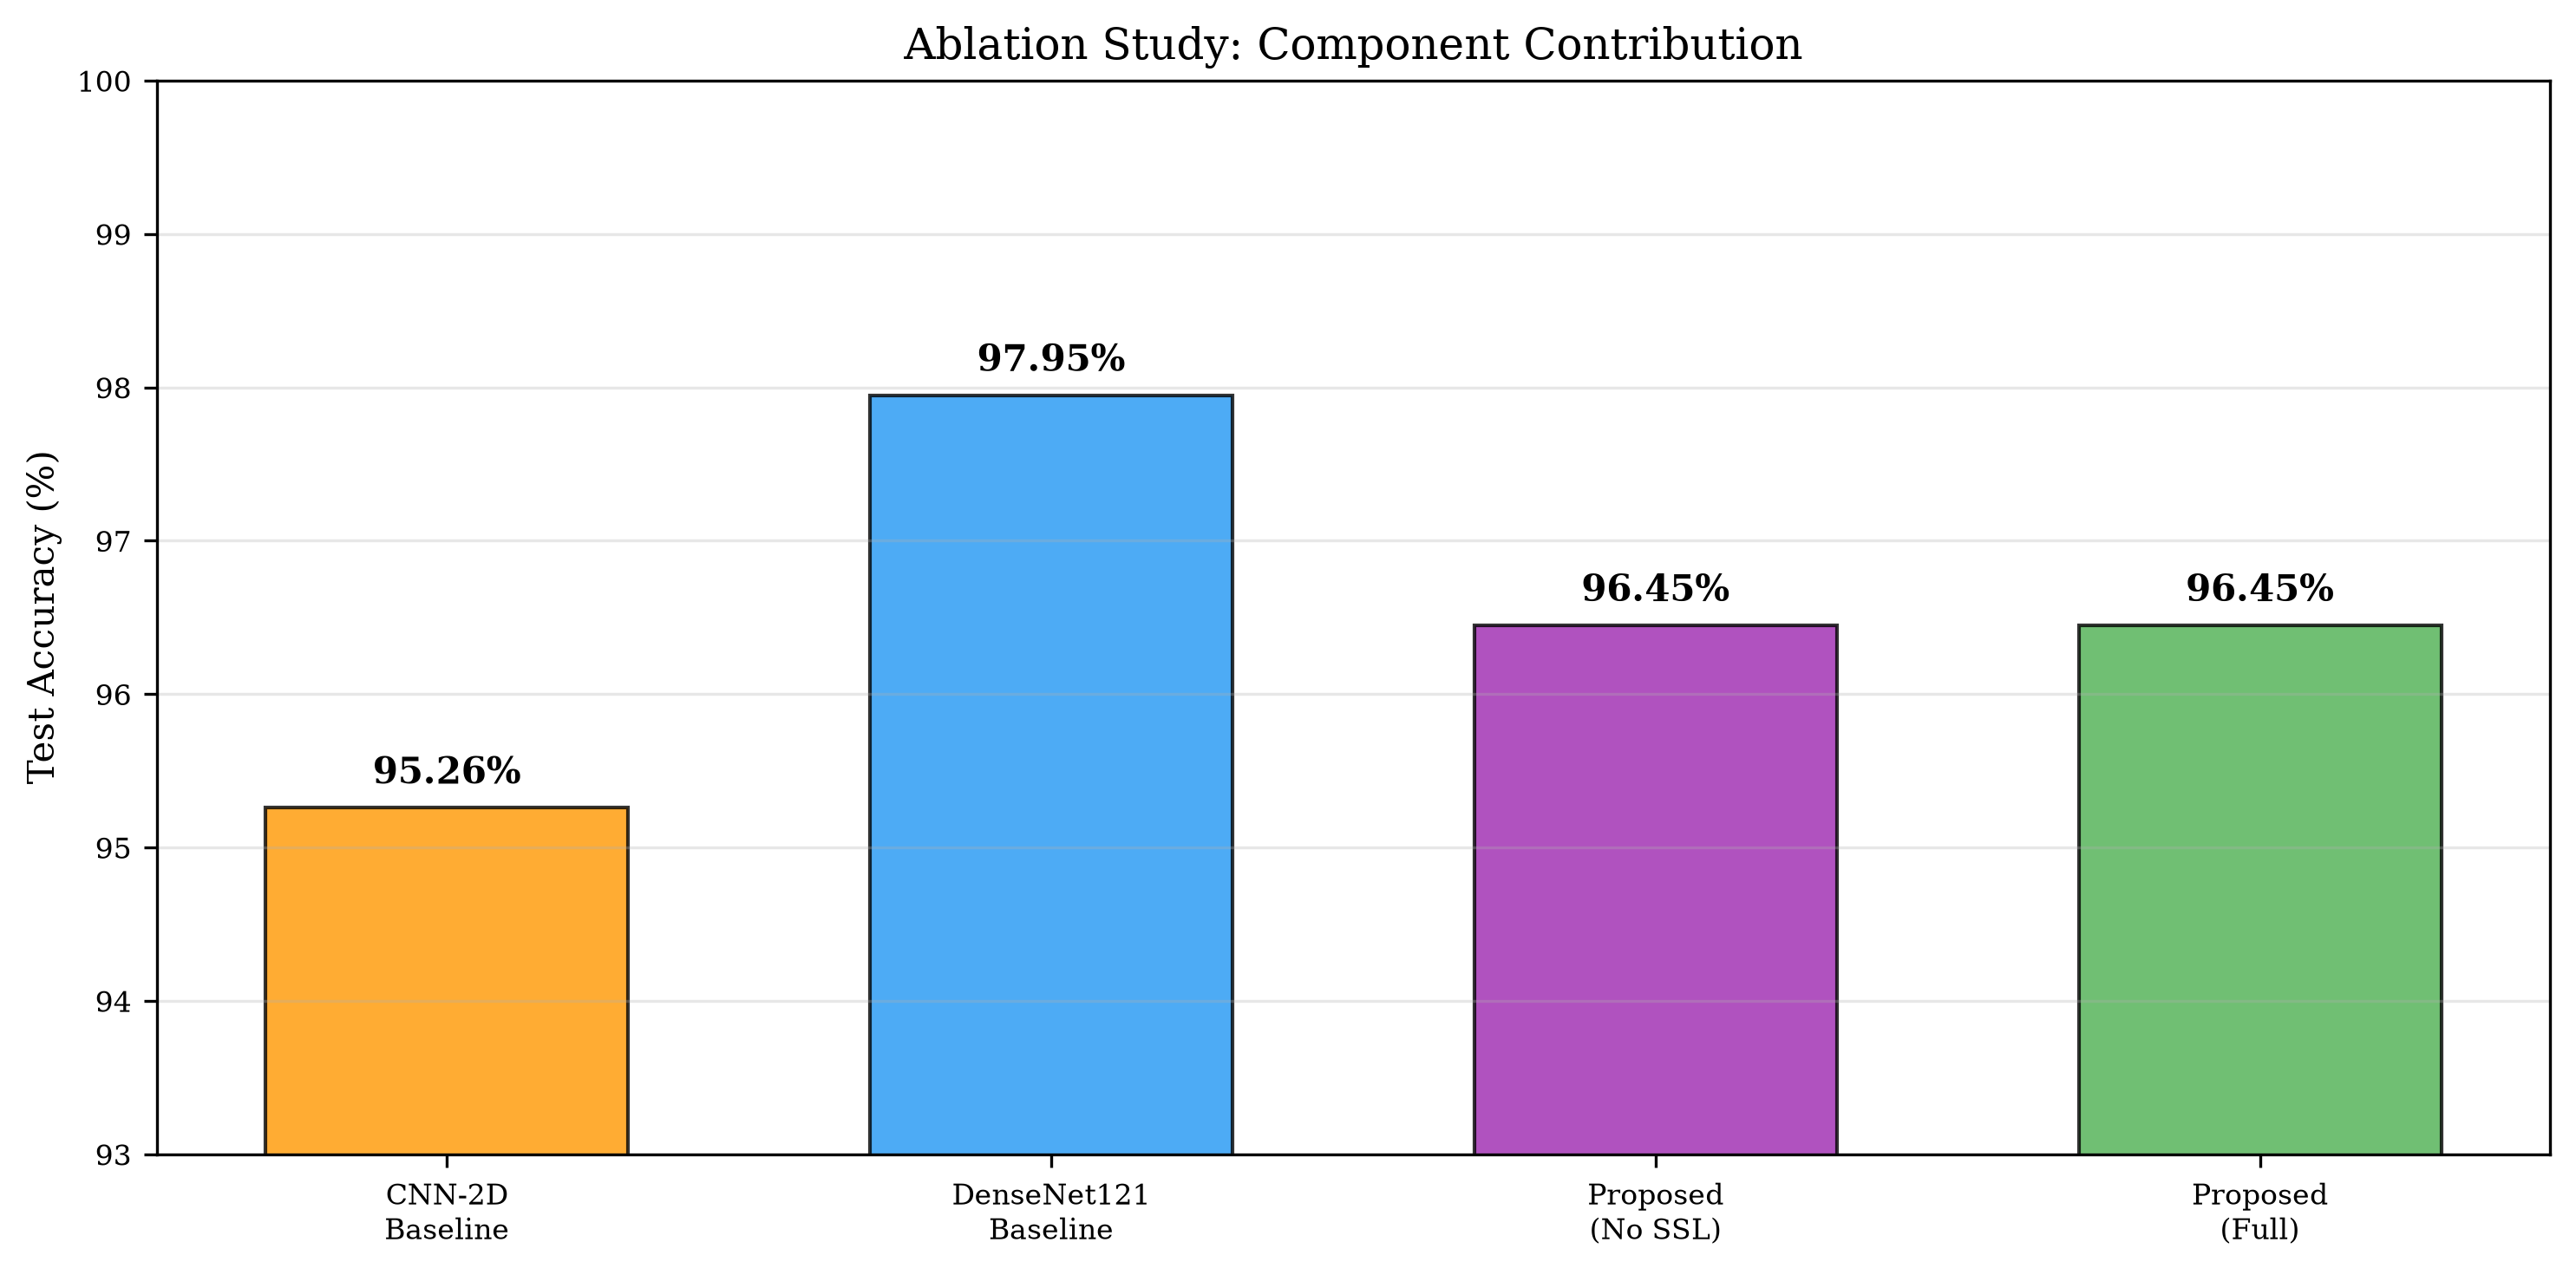 Ablation Study: Component Contribution
Test Accuracy (%)
100
99
98
97
96
95
94
93
95.26%
97.95%
96.45%
96.45%
CNN-2D
Baseline
DenseNet121
Baseline
Proposed
(No SSL)
Proposed
(Full)